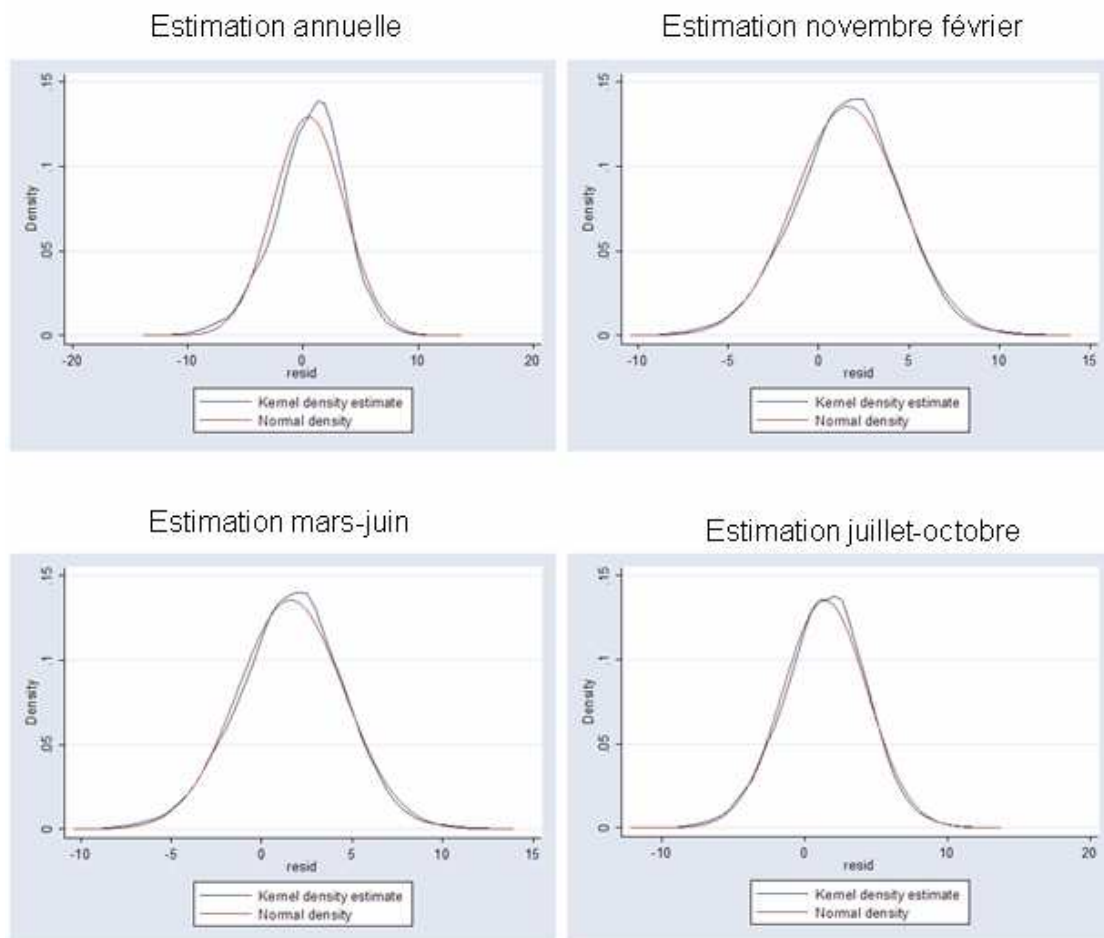 Estimation annuelle
Estimation novembre février
Density
0
.05
.1
.15
-20
-10
0
10
20
resid
Kernel density estimate
Normal density
Density
0
.05
.1
.15
-10
-5
0
5
10
15
resid
Kernel density estimate
Normal density
Estimation mars-juin
Estimation juillet-octobre
Density
0
.05
.1
.15
-10
-5
0
5
10
15
resid
Kernel density estimate
Normal density
Density
0
.05
.1
.15
-10
0
10
20
resid
Kernel density estimate
Normal density